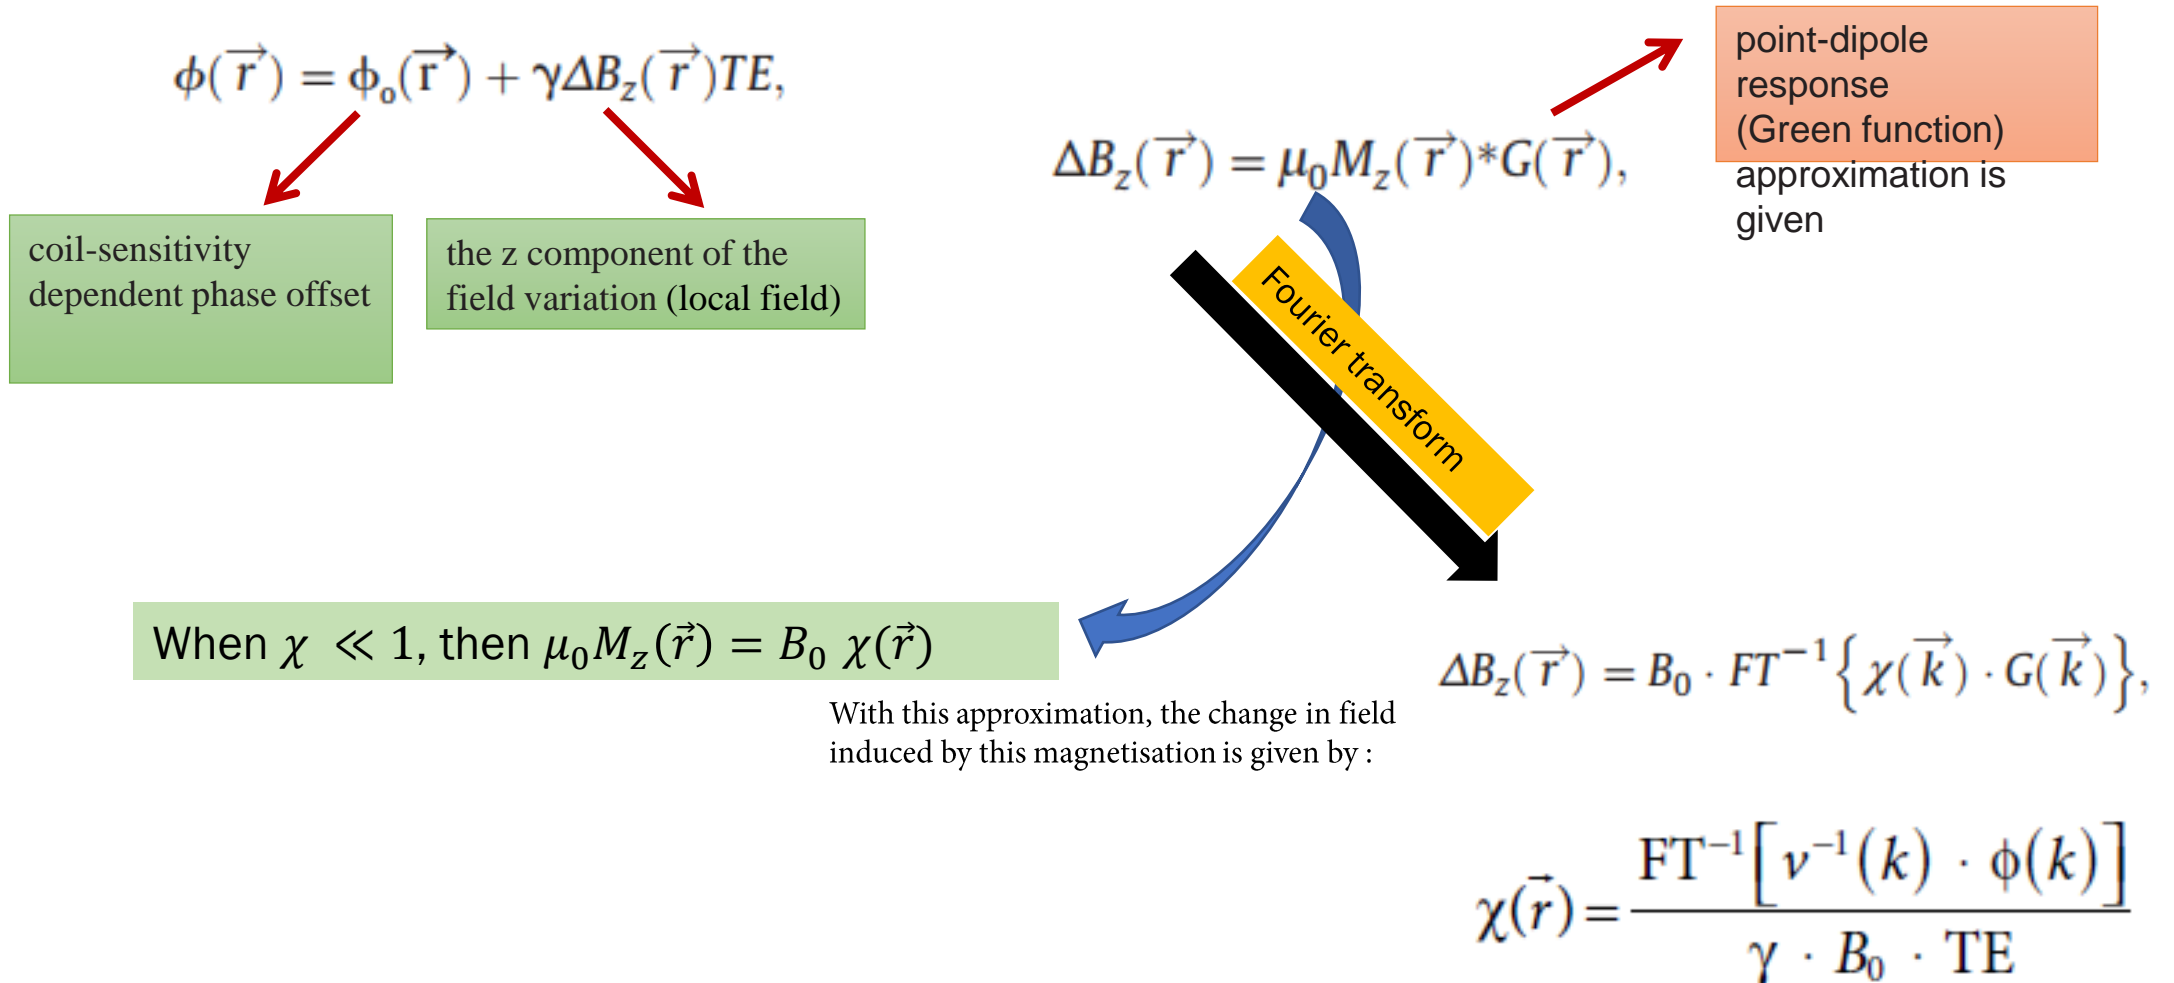 ϕ(r⃗) = ϕ₀(r⃗) + γΔB_z(r⃗)TE,
coil-sensitivity
dependent phase offset
the z component of the
field variation (local field)
ΔB_z(r⃗) = μ₀M_z(r⃗)*G(r⃗),
point-dipole
response
(Green function)
approximation is
given
Fourier transform
When χ ≪ 1, then μ₀M_z(r⃗) = B₀ χ(r⃗)
With this approximation, the change in field
induced by this magnetisation is given by :
ΔB_z(r⃗) = B₀ · FT⁻¹{χ(k⃗) · G(k⃗)},
χ(r⃗) = FT⁻¹[ν⁻¹(k) · ϕ(k)] / γ · B₀ · TE